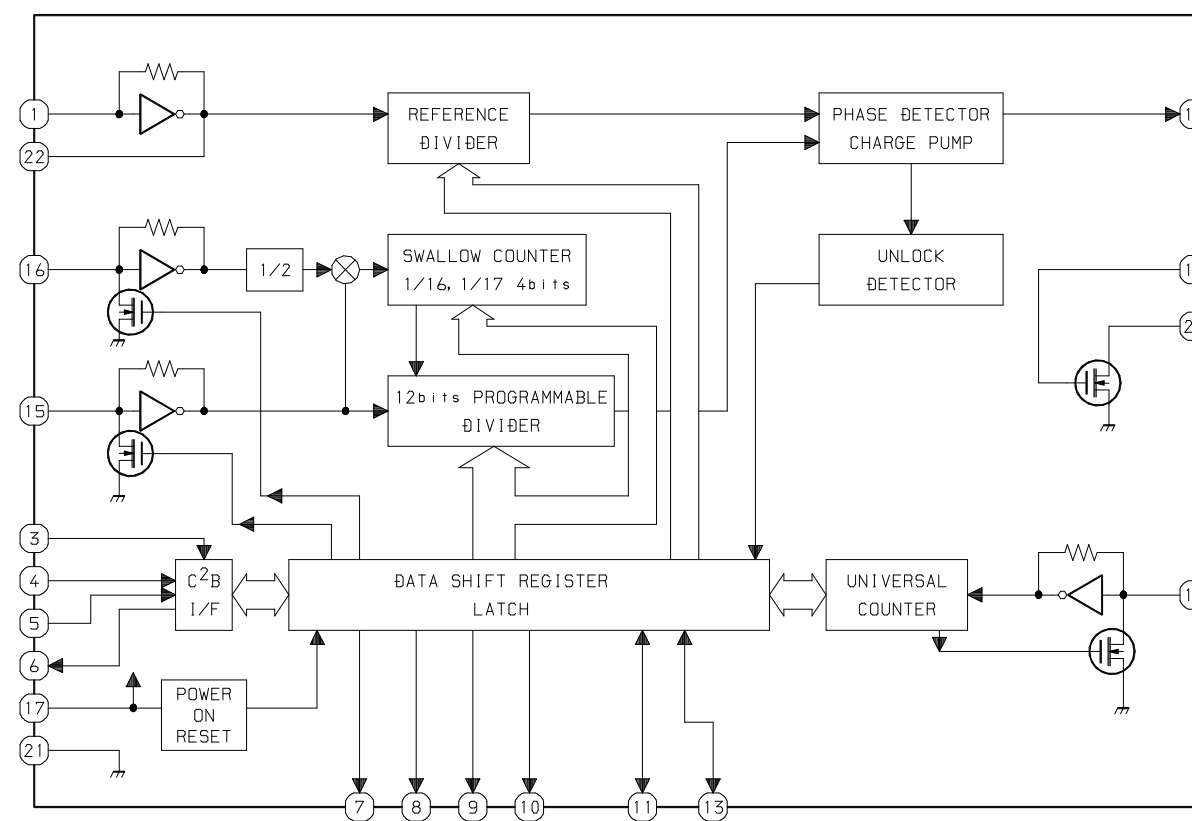 1
REFERENCE
DIVIDER
PHASE DETECTOR
CHARGE PUMP
22
16
1/2
SWALLOW COUNTER
1/16, 1/17 4bits
UNLOCK
DETECTOR
15
12bits PROGRAMMABLE
DIVIDER
3
4
5
6
C²B
I/F
DATA SHIFT REGISTER
LATCH
UNIVERSAL
COUNTER
17
POWER
ON
RESET
21
7
8
9
10
11
13